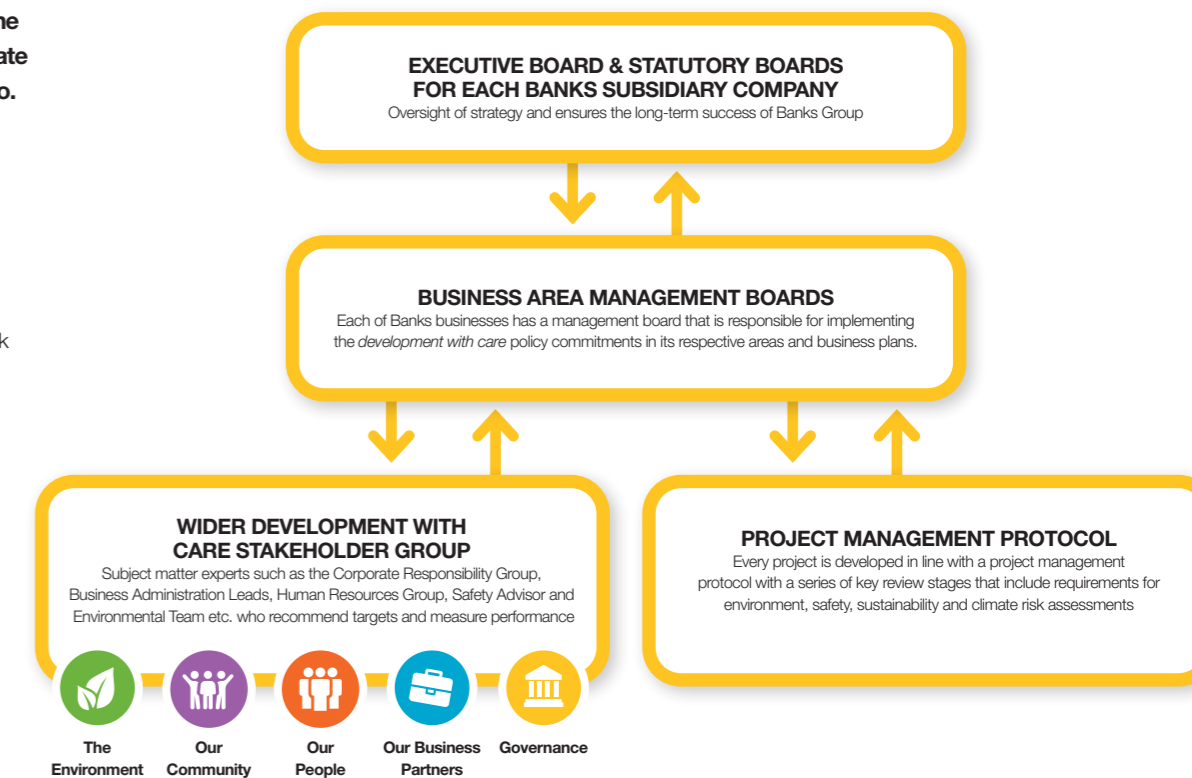 EXECUTIVE BOARD & STATUTORY BOARDS
FOR EACH BANKS SUBSIDIARY COMPANY
Oversight of strategy and ensures the long-term success of Banks Group
BUSINESS AREA MANAGEMENT BOARDS
Each of Banks businesses has a management board that is responsible for implementing
the development with care policy commitments in its respective areas and business plans.
WIDER DEVELOPMENT WITH
CARE STAKEHOLDER GROUP
Subject matter experts such as the Corporate Responsibility Group,
Business Administration Leads, Human Resources Group, Safety Advisor and
Environmental Team etc. who recommend targets and measure performance
The
Environment
Our
Community
Our
People
Our Business
Partners
Governance
PROJECT MANAGEMENT PROTOCOL
Every project is developed in line with a project management
protocol with a series of key review stages that include requirements for
environment, safety, sustainability and climate risk assessments